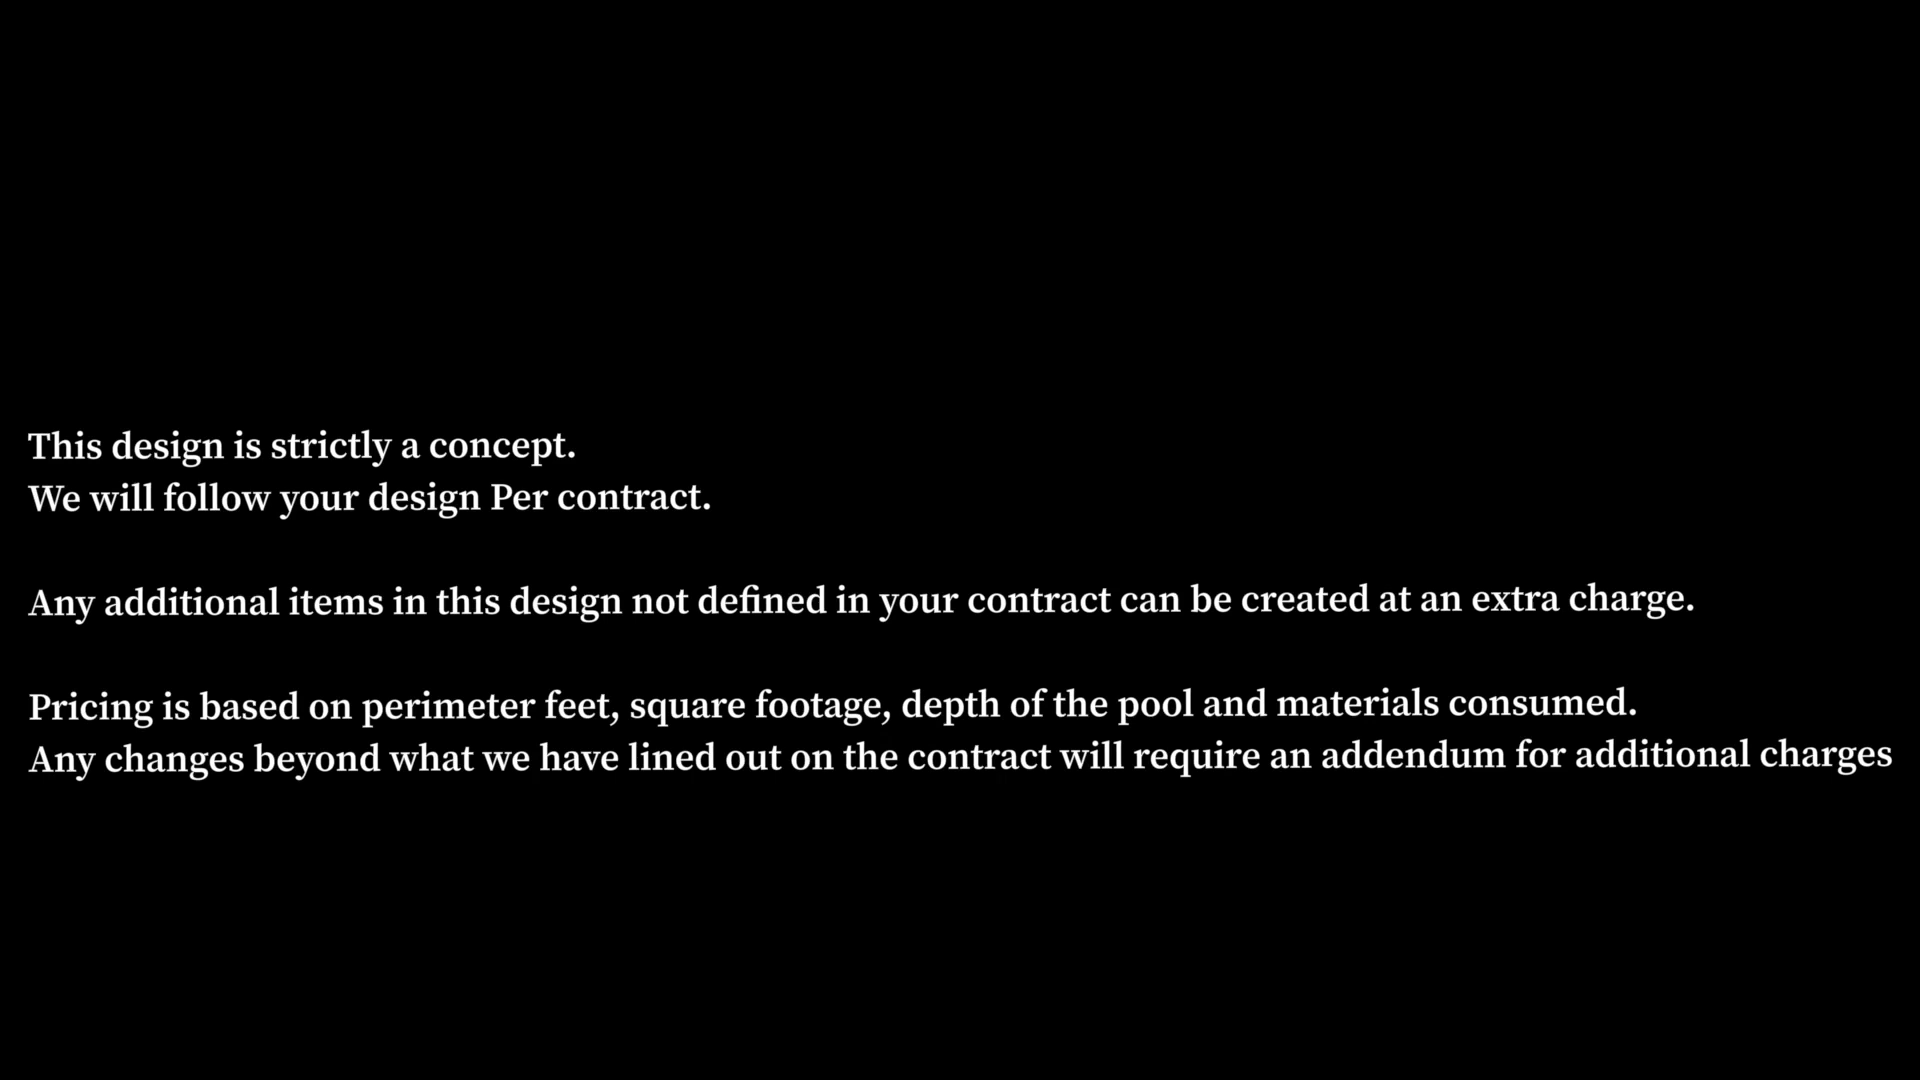 This design is strictly a concept.
We will follow your design Per contract.
Any additional items in this design not defined in your contract can be created at an extra charge.
Pricing is based on perimeter feet, square footage, depth of the pool and materials consumed.
Any changes beyond what we have lined out on the contract will require an addendum for additional charges